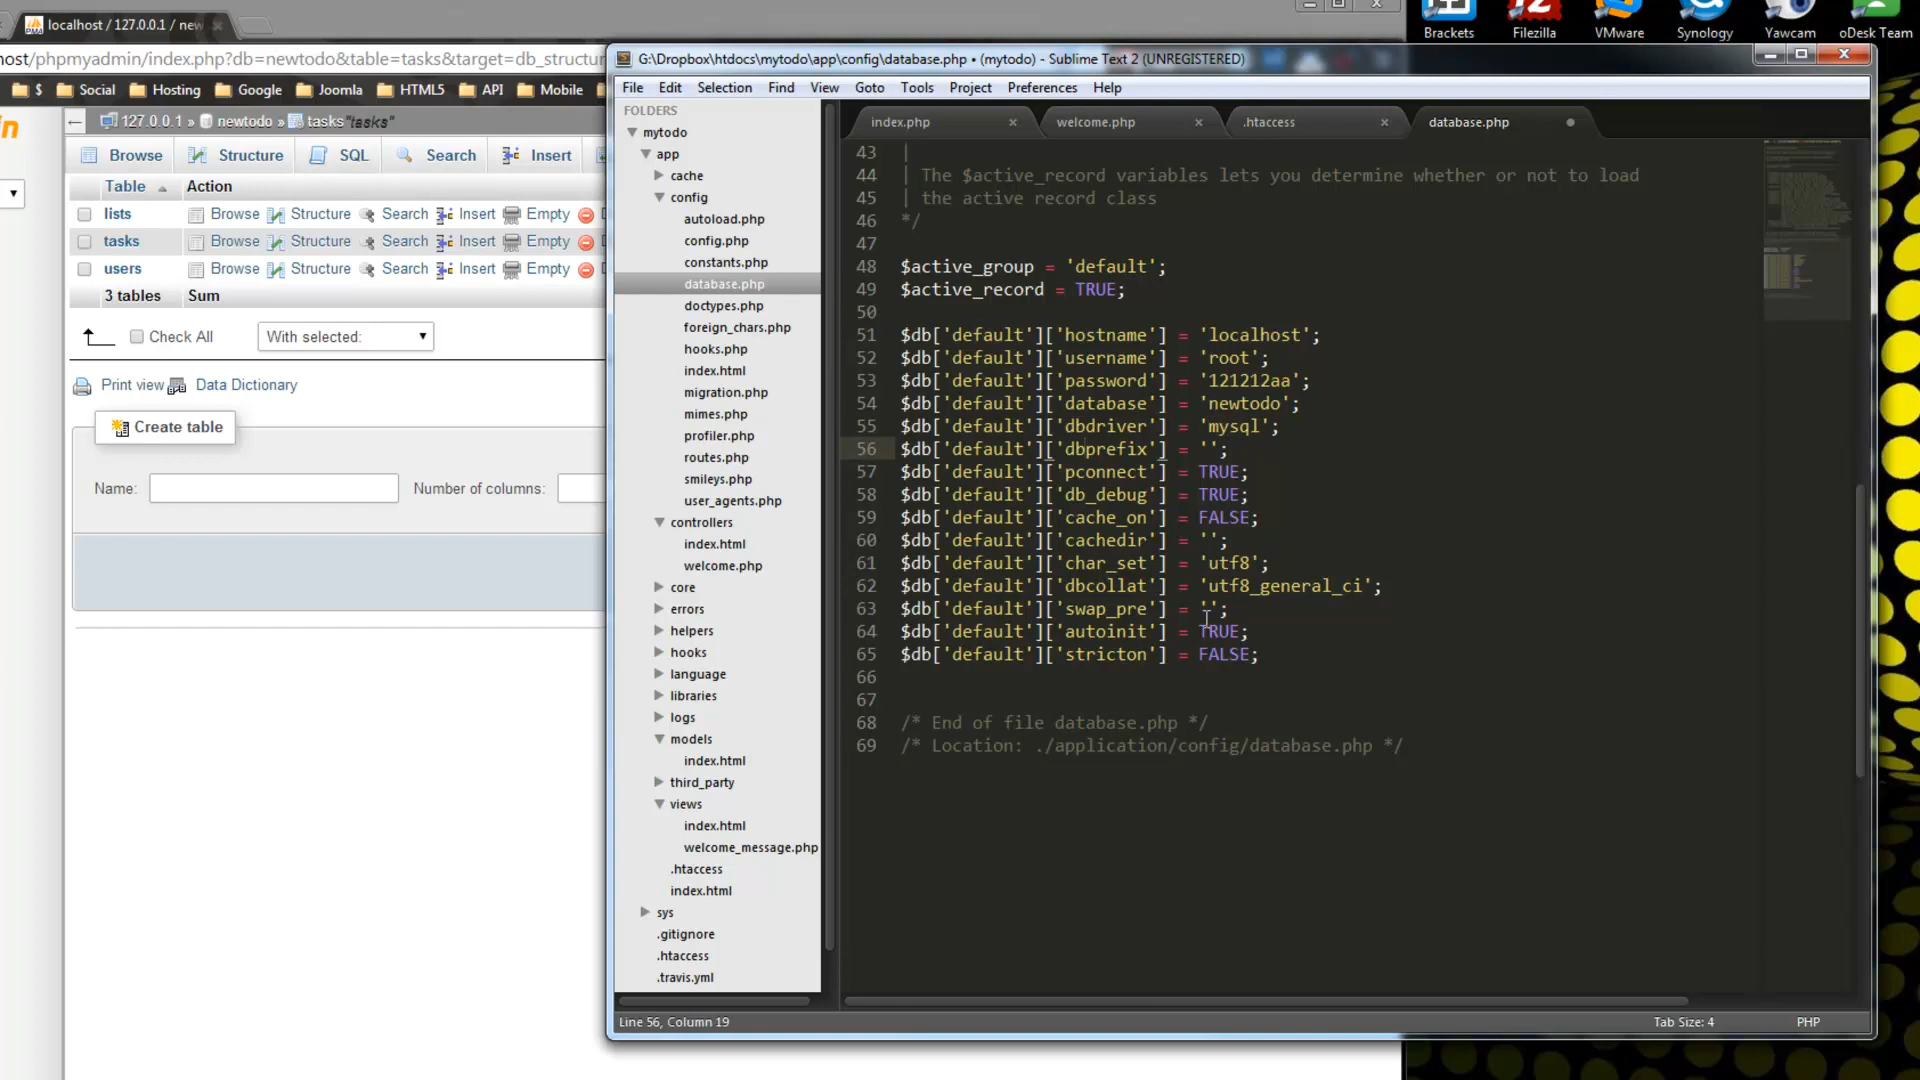 localhost / 127.0.0.1 / new
ost/phpmyadmin/index.php?db=newtodo&table=tasks&target=db_structur
$ Social Hosting Google Joomla HTML5 API Mobile
127.0.0.1 » newtodo » tasks "tasks"
Browse Structure SQL Search Insert
Table Action
lists Browse Structure Search Insert Empty
tasks Browse Structure Search Insert Empty
users Browse Structure Search Insert Empty
3 tables Sum
Check All With selected:
Print view Data Dictionary
Create table
Name: Number of columns:
Brackets Filezilla VMware Synology Yawcam oDesk Team
G:\Dropbox\htdocs\mytodo\app\config\database.php • (mytodo) - Sublime Text 2 (UNREGISTERED)
File Edit Selection Find View Goto Tools Project Preferences Help
FOLDERS
mytodo
app
cache
config
autoload.php
config.php
constants.php
database.php
doctypes.php
foreign_chars.php
hooks.php
index.html
migration.php
mimes.php
profiler.php
routes.php
smileys.php
user_agents.php
controllers
index.html
welcome.php
core
errors
helpers
hooks
language
libraries
logs
models
index.html
third_party
views
index.html
welcome_message.php
.htaccess
index.html
sys
.gitignore
.htaccess
.travis.yml
index.php welcome.php .htaccess database.php
43 |
44 | The $active_record variables lets you determine whether or not to load
45 | the active record class
46 */
47
48 $active_group = 'default';
49 $active_record = TRUE;
50
51 $db['default']['hostname'] = 'localhost';
52 $db['default']['username'] = 'root';
53 $db['default']['password'] = '121212aa';
54 $db['default']['database'] = 'newtodo';
55 $db['default']['dbdriver'] = 'mysql';
56 $db['default']['dbprefix'] = '';
57 $db['default']['pconnect'] = TRUE;
58 $db['default']['db_debug'] = TRUE;
59 $db['default']['cache_on'] = FALSE;
60 $db['default']['cachedir'] = '';
61 $db['default']['char_set'] = 'utf8';
62 $db['default']['dbcollat'] = 'utf8_general_ci';
63 $db['default']['swap_pre'] = '';
64 $db['default']['autoinit'] = TRUE;
65 $db['default']['stricton'] = FALSE;
66
67
68 /* End of file database.php */
69 /* Location: ./application/config/database.php */
Line 56, Column 19 Tab Size: 4 PHP